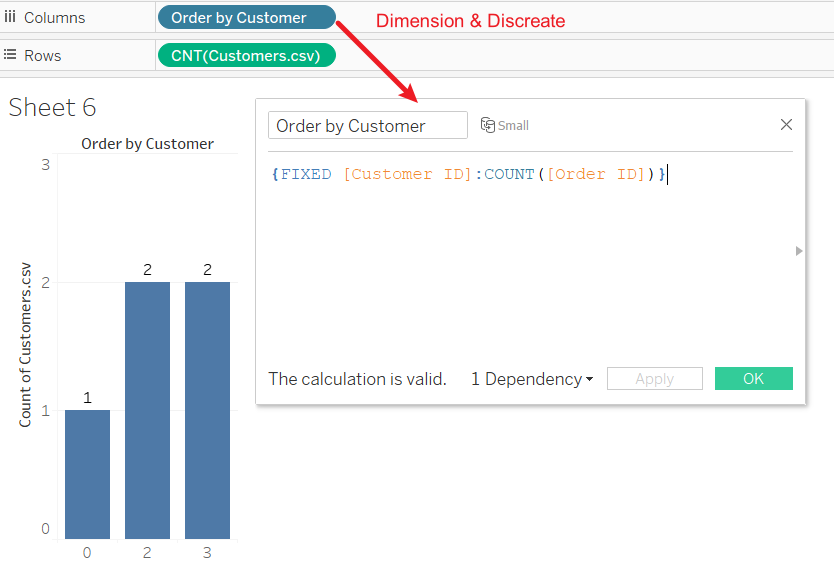 Columns
Order by Customer
Dimension & Discreate
Rows
CNT(Customers.csv)
Sheet 6
Order by Customer
Small
Order by Customer
{FIXED [Customer ID]:COUNT([Order ID])}
The calculation is valid.
1 Dependency
Apply
OK
Count of Customers.csv
3
2
1
0
1
2
2
0
2
3